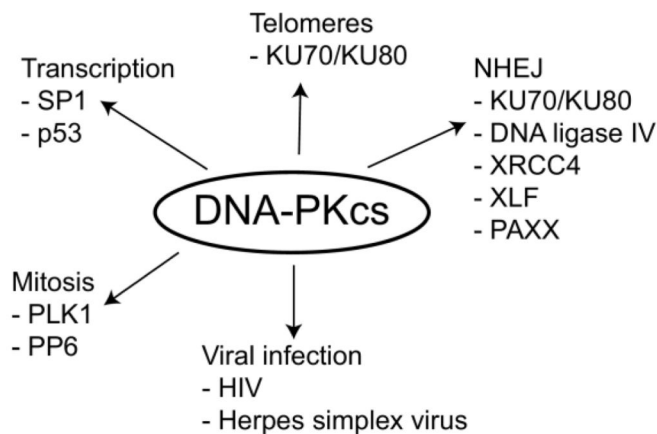 Telomeres
- KU70/KU80
Transcription
- SP1
- p53
NHEJ
- KU70/KU80
- DNA ligase IV
- XRCC4
- XLF
- PAXX
DNA-PKcs
Mitosis
- PLK1
- PP6
Viral infection
- HIV
- Herpes simplex virus